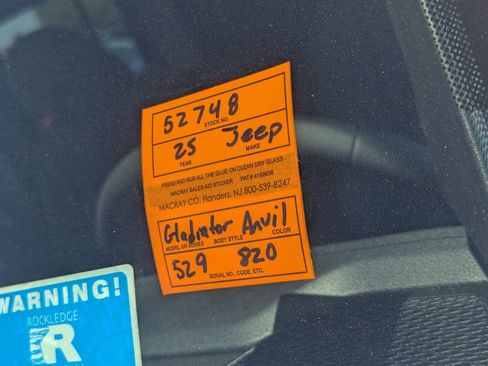 52748
STOCK NO.
25 Jeep
YEAR MAKE
PRESS AND RUB ALL THE GLUE ON CLEAN DRY GLASS
MACRAY SALES AID STICKER PAT#4199636
MACRAY CO. Flanders, NJ 800-539-8247
Gladiator Anvil
MODEL OR SERIES BODY STYLE COLOR
529 820
SERIAL NO., CODE, ETC.
WARNING!
ROCKLEDGE
R